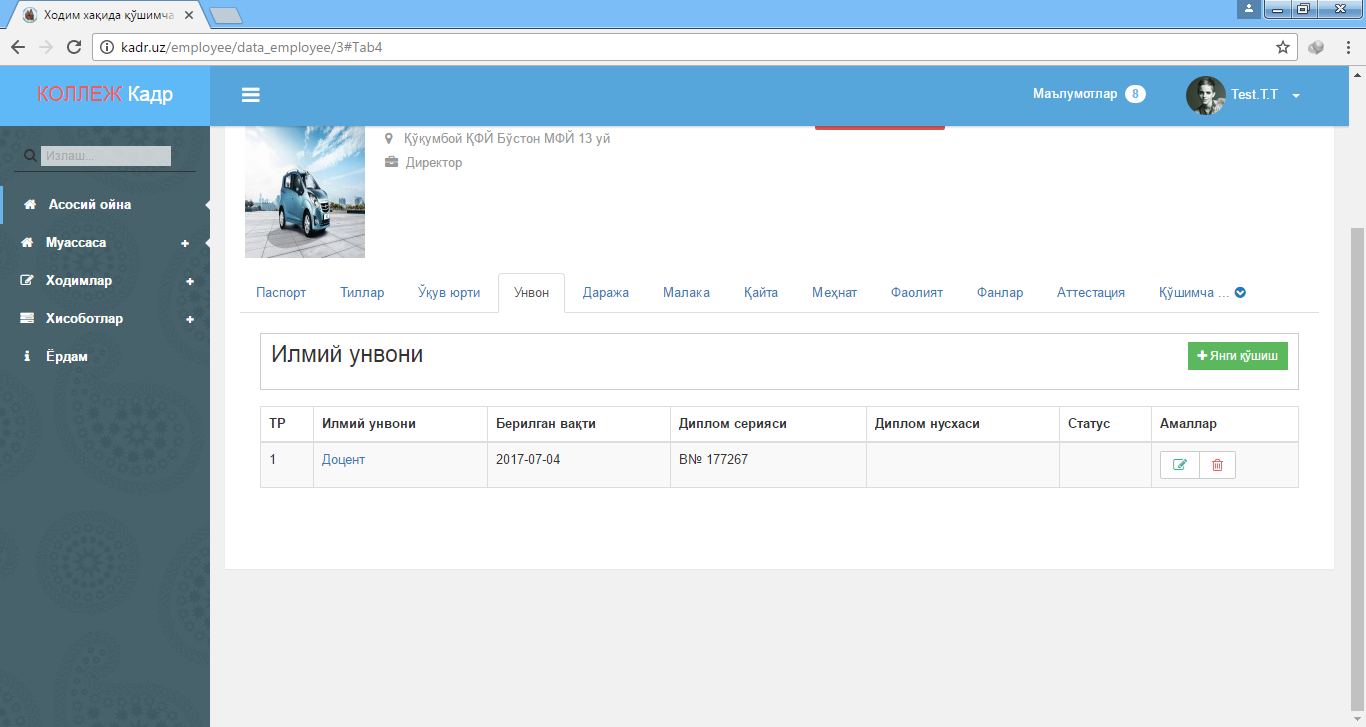 Ходим хақида қўшимча
kadr.uz/employee/data_employee/3#Tab4
КОЛЛЕЖ Кадр
Маълумотлар 8
Test.T.T
Излаш...
Асосий ойна
Муассаса
Ходимлар
Хисоботлар
Ёрдам
Қўқумбой ҚФЙ Бўстон МФЙ 13 уй
Директор
Паспорт Тиллар Ўқув юрти Унвон Даража Малака Қайта Меҳнат Фаолият Фанлар Аттестация Қўшимча ...
Илмий унвони
Янги қўшиш
ТР Илмий унвони Берилган вақти Диплом серияси Диплом нусхаси Статус Амаллар
1 Доцент 2017-07-04 В№ 177267